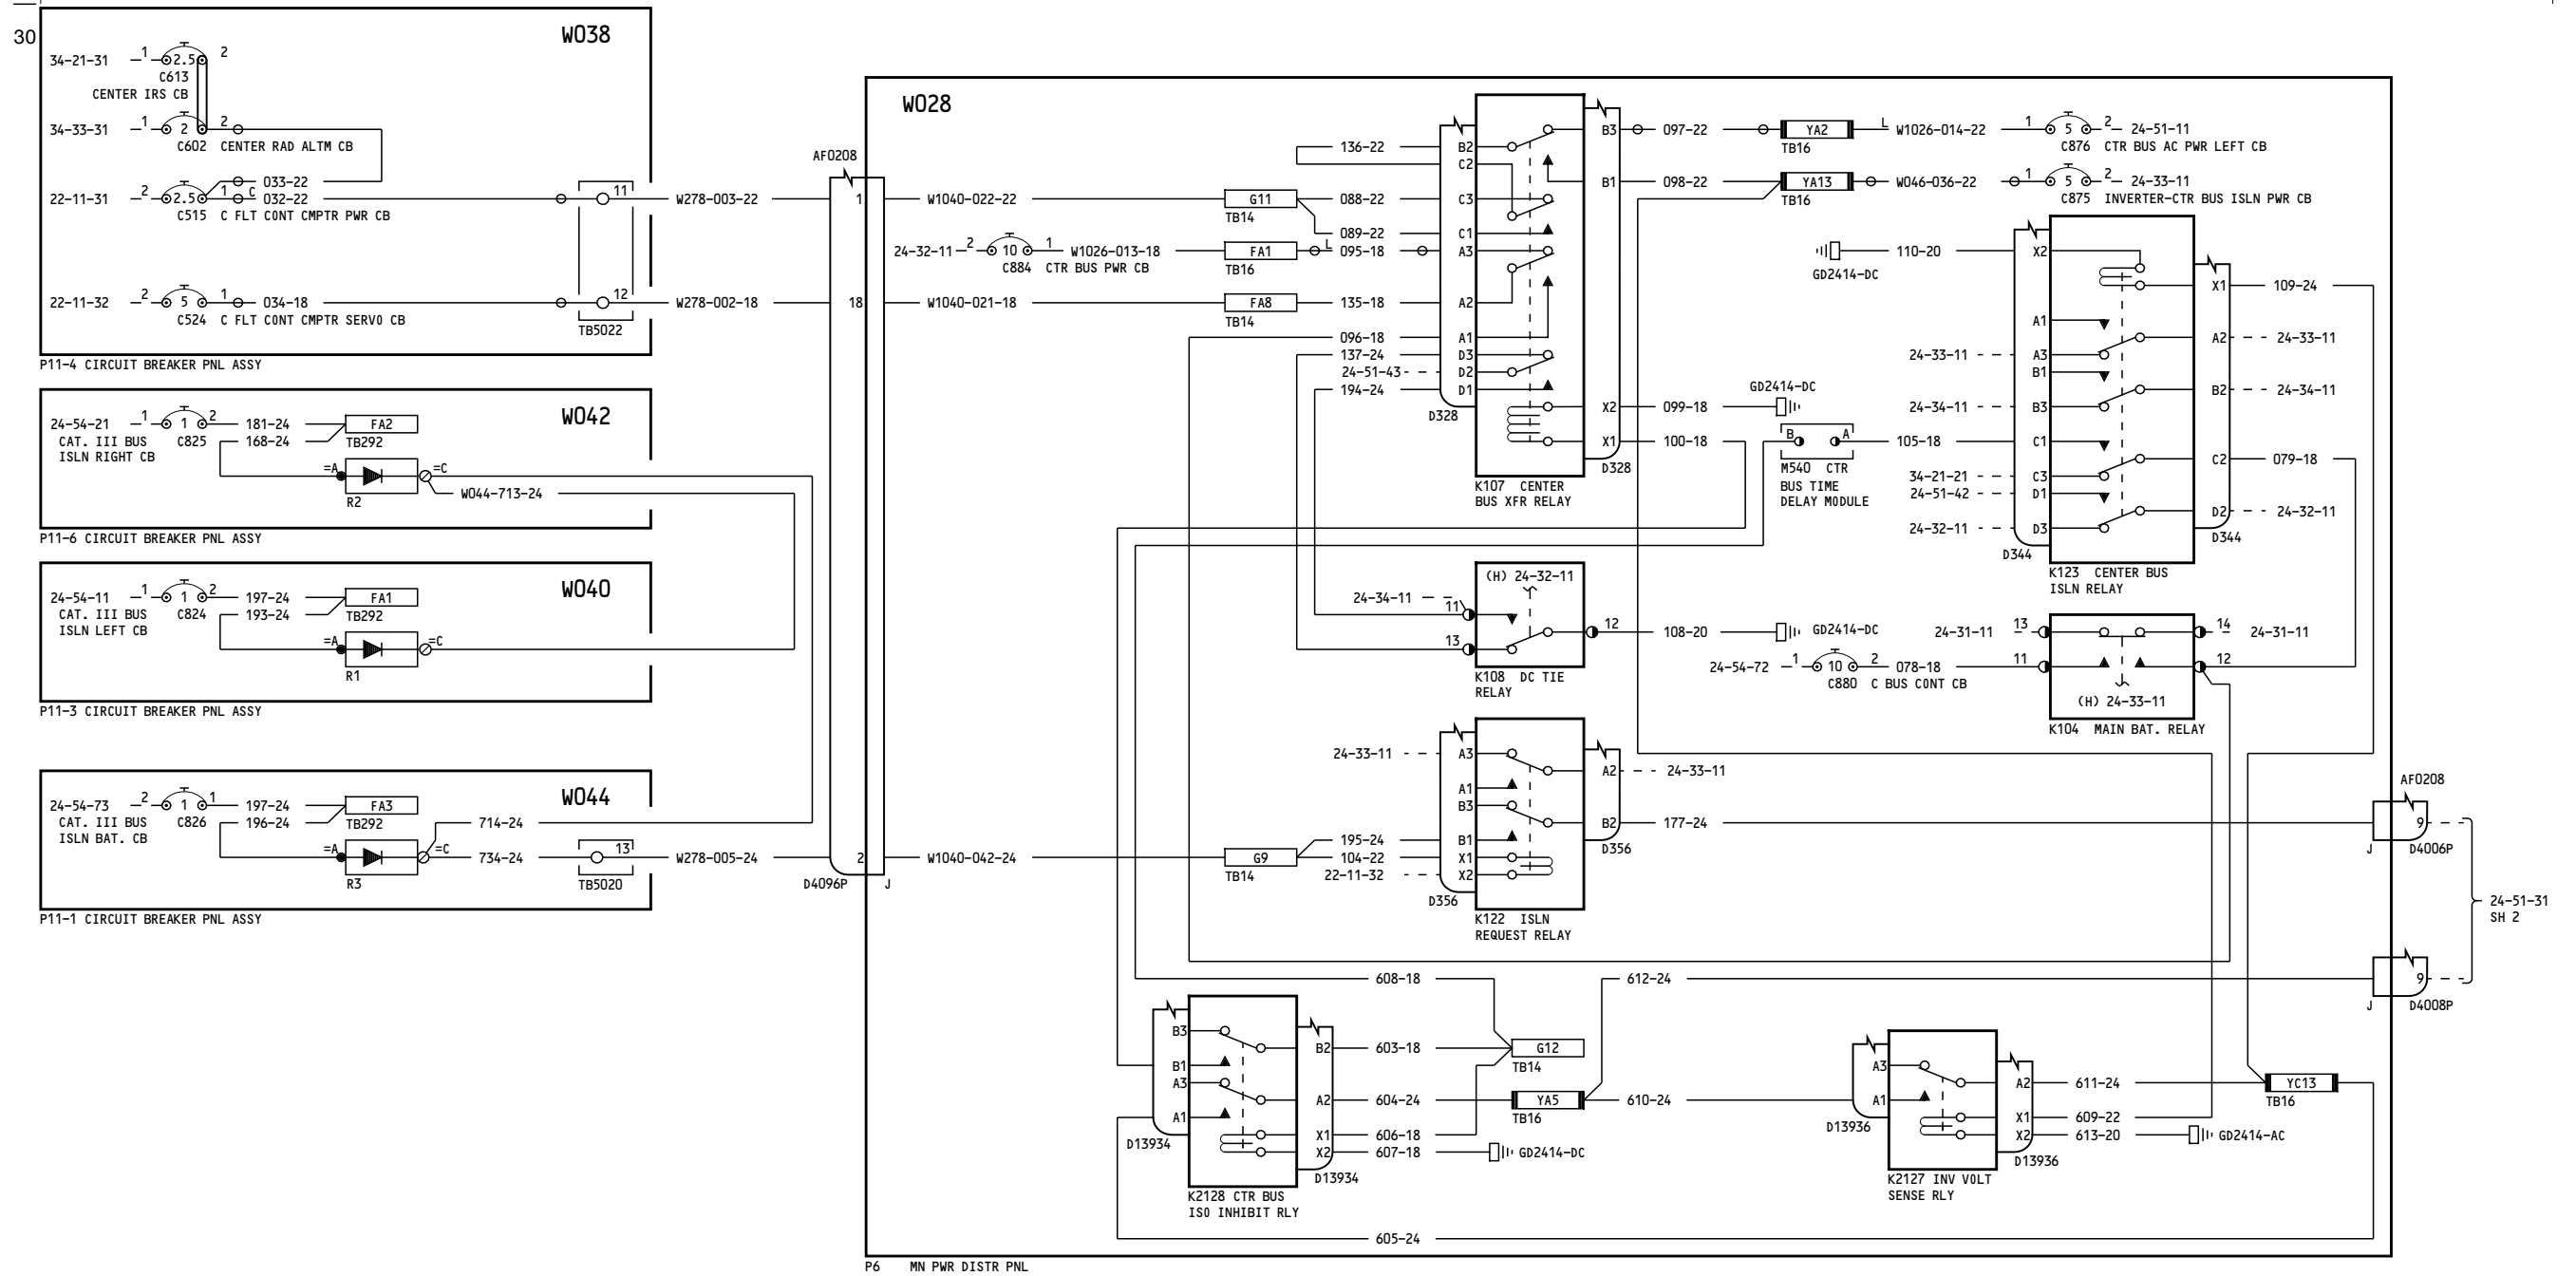 30
W038
34-21-31 1 2.5 2
C613
CENTER IRS CB
34-33-31 1 2 2
C602 CENTER RAD ALTM CB
033-22
22-11-31 2 2.5 1 C 032-22 11 W278-003-22
C515 C FLT CONT CMPTR PWR CB
22-11-32 2 5 1 034-18 12 W278-002-18
C524 C FLT CONT CMPTR SERVO CB
TB5022
P11-4 CIRCUIT BREAKER PNL ASSY
W042
24-54-21 1 1 2 181-24 FA2
CAT. III BUS C825 168-24 TB292
ISLN RIGHT CB
=A =C
R2
W044-713-24
P11-6 CIRCUIT BREAKER PNL ASSY
W040
24-54-11 1 1 2 197-24 FA1
CAT. III BUS C824 193-24 TB292
ISLN LEFT CB
=A =C
R1
P11-3 CIRCUIT BREAKER PNL ASSY
W044
24-54-73 2 1 1 197-24 FA3
CAT. III BUS C826 196-24 TB292 714-24
ISLN BAT. CB
=A =C 734-24 13 W278-005-24
R3 TB5020
P11-1 CIRCUIT BREAKER PNL ASSY
AF0208
1
18
2
D4096P J
W028
W1040-022-22 G11 088-22
TB14
089-22
24-32-11 2 10 1 W1026-013-18 FA1 L 095-18
C884 CTR BUS PWR CB TB16
W1040-021-18 FA8 135-18
TB14
136-22
096-18
137-24
24-51-43
194-24
B2
C2
C3
C1
A3
A2
A1
D3
D2
D1
D328
B3
B1
X2
X1
D328
K107 CENTER
BUS XFR RELAY
097-22 YA2 L W1026-014-22 1 5 2 24-51-11
TB16 C876 CTR BUS AC PWR LEFT CB
098-22 YA13 W046-036-22 1 5 2 24-33-11
TB16 C875 INVERTER-CTR BUS ISLN PWR CB
GD2414-DC
099-18
100-18
B A 105-18
M540 CTR
BUS TIME
DELAY MODULE
GD2414-DC 110-20
24-33-11
24-34-11
34-21-21
24-51-42
24-32-11
X2
A1
A3
B1
B3
C1
C3
D1
D3
D344
X1 109-24
A2 24-33-11
B2 24-34-11
C2 079-18
D2 24-32-11
D344
K123 CENTER BUS
ISLN RELAY
(H) 24-32-11
24-34-11
11
13
12 108-20 GD2414-DC
K108 DC TIE
RELAY
24-31-11 13 14 24-31-11
24-54-72 1 10 2 078-18 11 12
C880 C BUS CONT CB
(H) 24-33-11
K104 MAIN BAT. RELAY
24-33-11 A3
A1
B3
195-24 B1
W1040-042-24 G9 104-22 X1
TB14 22-11-32 X2
D356
A2 24-33-11
B2 177-24
D356
K122 ISLN
REQUEST RELAY
AF0208
9
J D4006P
24-51-31
SH 2
9
J D4008P
608-18 612-24
B3
B1
A3
A1
D13934
B2 603-18 G12
TB14
A2 604-24 YA5 610-24
TB16
X1 606-18
X2 607-18 GD2414-DC
D13934
K2128 CTR BUS
ISO INHIBIT RLY
A3
A1
D13936
A2 611-24 YC13
TB16
X1 609-22
X2 613-20 GD2414-AC
D13936
K2127 INV VOLT
SENSE RLY
605-24
P6 MN PWR DISTR PNL